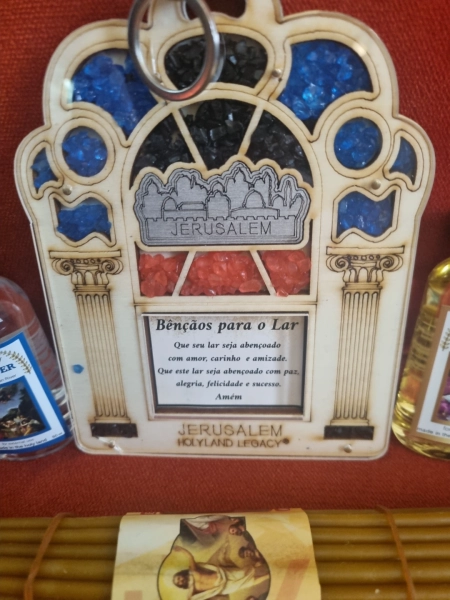 JERUSALEM
Bênçãos para o Lar
Que seu lar seja abençoado
com amor, carinho e amizade.
Que este lar seja abençoado com paz,
alegria, felicidade e sucesso.
Amém
JERUSALEM
HOLYLAND LEGACY®